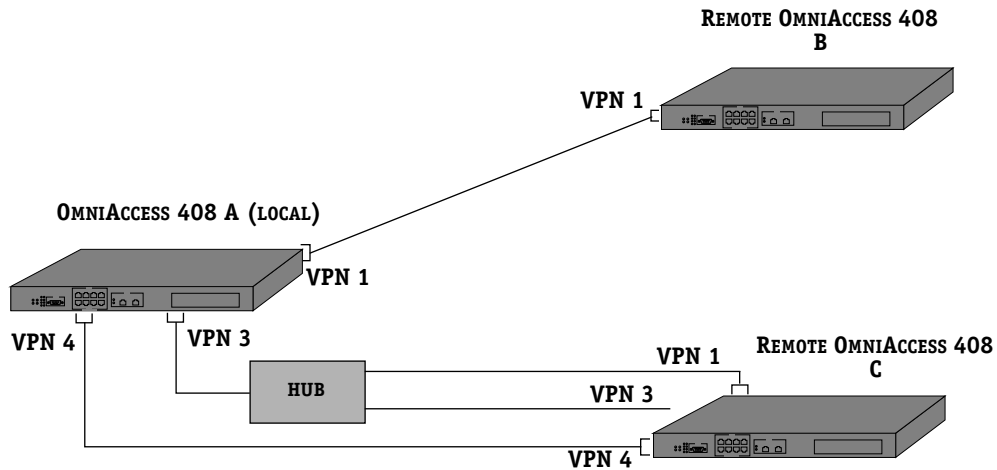 REMOTE OMNIACCESS 408
B
VPN 1
OMNIACCESS 408 A (LOCAL)
VPN 1
VPN 4
VPN 3
HUB
VPN 1
REMOTE OMNIACCESS 408
C
VPN 3
VPN 4